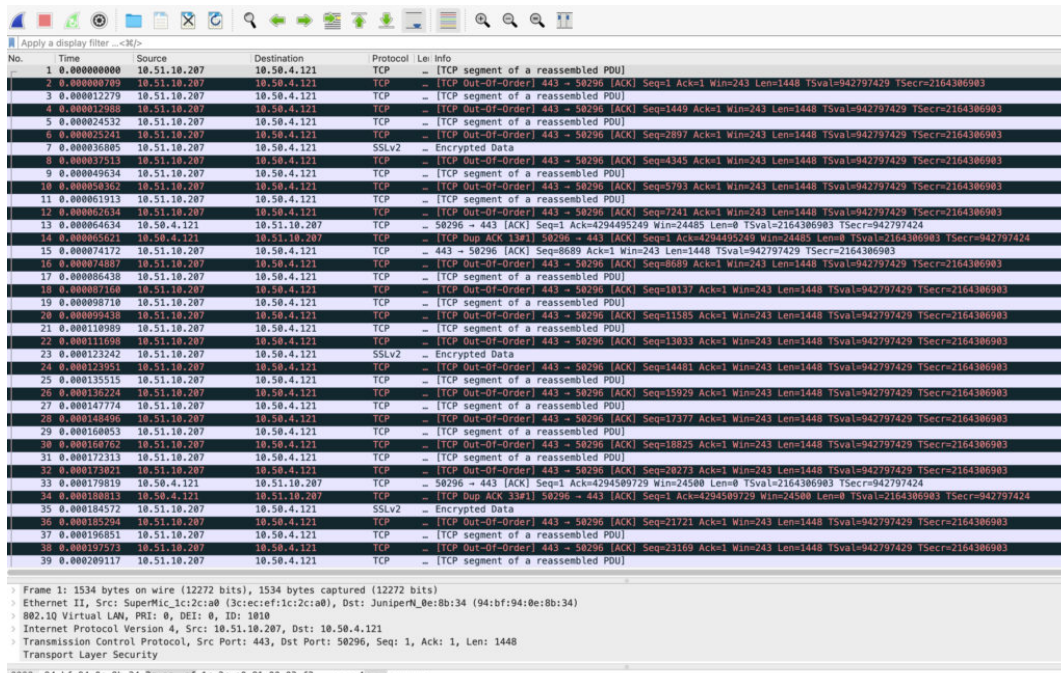 Apply a display filter ...<⌘/>
No. Time Source Destination Protocol Ler Info
1 0.000000000 10.51.10.207 10.50.4.121 TCP … [TCP segment of a reassembled PDU]
2 0.000000709 10.51.10.207 10.50.4.121 TCP … [TCP Out-Of-Order] 443 → 50296 [ACK] Seq=1 Ack=1 Win=243 Len=1448 TSval=942797429 TSecr=2164306903
3 0.000012279 10.51.10.207 10.50.4.121 TCP … [TCP segment of a reassembled PDU]
4 0.000012988 10.51.10.207 10.50.4.121 TCP … [TCP Out-Of-Order] 443 → 50296 [ACK] Seq=1449 Ack=1 Win=243 Len=1448 TSval=942797429 TSecr=2164306903
5 0.000024532 10.51.10.207 10.50.4.121 TCP … [TCP segment of a reassembled PDU]
6 0.000025241 10.51.10.207 10.50.4.121 TCP … [TCP Out-Of-Order] 443 → 50296 [ACK] Seq=2897 Ack=1 Win=243 Len=1448 TSval=942797429 TSecr=2164306903
7 0.000036805 10.51.10.207 10.50.4.121 SSLv2 … Encrypted Data
8 0.000037513 10.51.10.207 10.50.4.121 TCP … [TCP Out-Of-Order] 443 → 50296 [ACK] Seq=4345 Ack=1 Win=243 Len=1448 TSval=942797429 TSecr=2164306903
9 0.000049634 10.51.10.207 10.50.4.121 TCP … [TCP segment of a reassembled PDU]
10 0.000050362 10.51.10.207 10.50.4.121 TCP … [TCP Out-Of-Order] 443 → 50296 [ACK] Seq=5793 Ack=1 Win=243 Len=1448 TSval=942797429 TSecr=2164306903
11 0.000061913 10.51.10.207 10.50.4.121 TCP … [TCP segment of a reassembled PDU]
12 0.000062634 10.51.10.207 10.50.4.121 TCP … [TCP Out-Of-Order] 443 → 50296 [ACK] Seq=7241 Ack=1 Win=243 Len=1448 TSval=942797429 TSecr=2164306903
13 0.000064634 10.50.4.121 10.51.10.207 TCP … 50296 → 443 [ACK] Seq=1 Ack=4294495249 Win=24485 Len=0 TSval=2164306903 TSecr=942797424
14 0.000065621 10.50.4.121 10.51.10.207 TCP … [TCP Dup ACK 13#1] 50296 → 443 [ACK] Seq=1 Ack=4294495249 Win=24485 Len=0 TSval=2164306903 TSecr=942797424
15 0.000074172 10.51.10.207 10.50.4.121 TCP … 443 → 50296 [ACK] Seq=8689 Ack=1 Win=243 Len=1448 TSval=942797429 TSecr=2164306903
16 0.000074887 10.51.10.207 10.50.4.121 TCP … [TCP Out-Of-Order] 443 → 50296 [ACK] Seq=8689 Ack=1 Win=243 Len=1448 TSval=942797429 TSecr=2164306903
17 0.000086438 10.51.10.207 10.50.4.121 TCP … [TCP segment of a reassembled PDU]
18 0.000087160 10.51.10.207 10.50.4.121 TCP … [TCP Out-Of-Order] 443 → 50296 [ACK] Seq=10137 Ack=1 Win=243 Len=1448 TSval=942797429 TSecr=2164306903
19 0.000098710 10.51.10.207 10.50.4.121 TCP … [TCP segment of a reassembled PDU]
20 0.000099438 10.51.10.207 10.50.4.121 TCP … [TCP Out-Of-Order] 443 → 50296 [ACK] Seq=11585 Ack=1 Win=243 Len=1448 TSval=942797429 TSecr=2164306903
21 0.000110989 10.51.10.207 10.50.4.121 TCP … [TCP segment of a reassembled PDU]
22 0.000111698 10.51.10.207 10.50.4.121 TCP … [TCP Out-Of-Order] 443 → 50296 [ACK] Seq=13033 Ack=1 Win=243 Len=1448 TSval=942797429 TSecr=2164306903
23 0.000123242 10.51.10.207 10.50.4.121 SSLv2 … Encrypted Data
24 0.000123951 10.51.10.207 10.50.4.121 TCP … [TCP Out-Of-Order] 443 → 50296 [ACK] Seq=14481 Ack=1 Win=243 Len=1448 TSval=942797429 TSecr=2164306903
25 0.000135515 10.51.10.207 10.50.4.121 TCP … [TCP segment of a reassembled PDU]
26 0.000136224 10.51.10.207 10.50.4.121 TCP … [TCP Out-Of-Order] 443 → 50296 [ACK] Seq=15929 Ack=1 Win=243 Len=1448 TSval=942797429 TSecr=2164306903
27 0.000147774 10.51.10.207 10.50.4.121 TCP … [TCP segment of a reassembled PDU]
28 0.000148496 10.51.10.207 10.50.4.121 TCP … [TCP Out-Of-Order] 443 → 50296 [ACK] Seq=17377 Ack=1 Win=243 Len=1448 TSval=942797429 TSecr=2164306903
29 0.000160053 10.51.10.207 10.50.4.121 TCP … [TCP segment of a reassembled PDU]
30 0.000160762 10.51.10.207 10.50.4.121 TCP … [TCP Out-Of-Order] 443 → 50296 [ACK] Seq=18825 Ack=1 Win=243 Len=1448 TSval=942797429 TSecr=2164306903
31 0.000172313 10.51.10.207 10.50.4.121 TCP … [TCP segment of a reassembled PDU]
32 0.000173021 10.51.10.207 10.50.4.121 TCP … [TCP Out-Of-Order] 443 → 50296 [ACK] Seq=20273 Ack=1 Win=243 Len=1448 TSval=942797429 TSecr=2164306903
33 0.000179819 10.50.4.121 10.51.10.207 TCP … 50296 → 443 [ACK] Seq=1 Ack=4294509729 Win=24500 Len=0 TSval=2164306903 TSecr=942797424
34 0.000180813 10.50.4.121 10.51.10.207 TCP … [TCP Dup ACK 33#1] 50296 → 443 [ACK] Seq=1 Ack=4294509729 Win=24500 Len=0 TSval=2164306903 TSecr=942797424
35 0.000184572 10.51.10.207 10.50.4.121 SSLv2 … Encrypted Data
36 0.000185294 10.51.10.207 10.50.4.121 TCP … [TCP Out-Of-Order] 443 → 50296 [ACK] Seq=21721 Ack=1 Win=243 Len=1448 TSval=942797429 TSecr=2164306903
37 0.000196851 10.51.10.207 10.50.4.121 TCP … [TCP segment of a reassembled PDU]
38 0.000197573 10.51.10.207 10.50.4.121 TCP … [TCP Out-Of-Order] 443 → 50296 [ACK] Seq=23169 Ack=1 Win=243 Len=1448 TSval=942797429 TSecr=2164306903
39 0.000209117 10.51.10.207 10.50.4.121 TCP … [TCP segment of a reassembled PDU]
Frame 1: 1534 bytes on wire (12272 bits), 1534 bytes captured (12272 bits)
Ethernet II, Src: SuperMic_1c:2c:a0 (3c:ec:ef:1c:2c:a0), Dst: JuniperN_0e:8b:34 (94:bf:94:0e:8b:34)
802.1Q Virtual LAN, PRI: 0, DEI: 0, ID: 1010
Internet Protocol Version 4, Src: 10.51.10.207, Dst: 10.50.4.121
Transmission Control Protocol, Src Port: 443, Dst Port: 50296, Seq: 1, Ack: 1, Len: 1448
Transport Layer Security